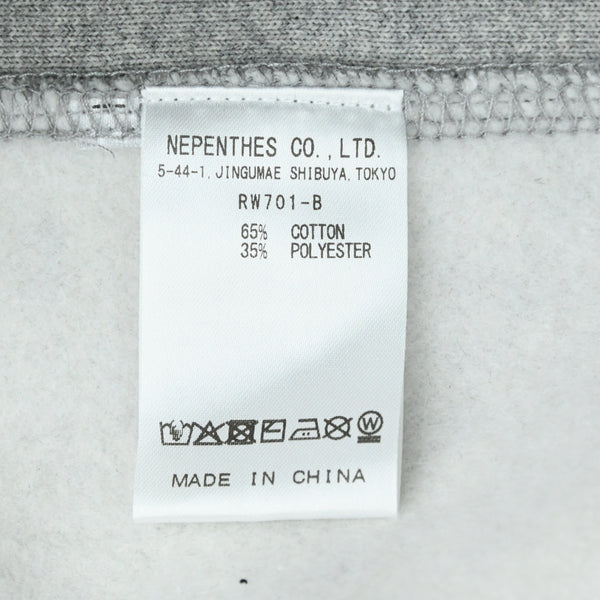 NEPENTHES CO.,LTD.
5-44-1, JINGUMAE SHIBUYA, TOKYO
RW701-B
65% COTTON
35% POLYESTER
W
MADE IN CHINA